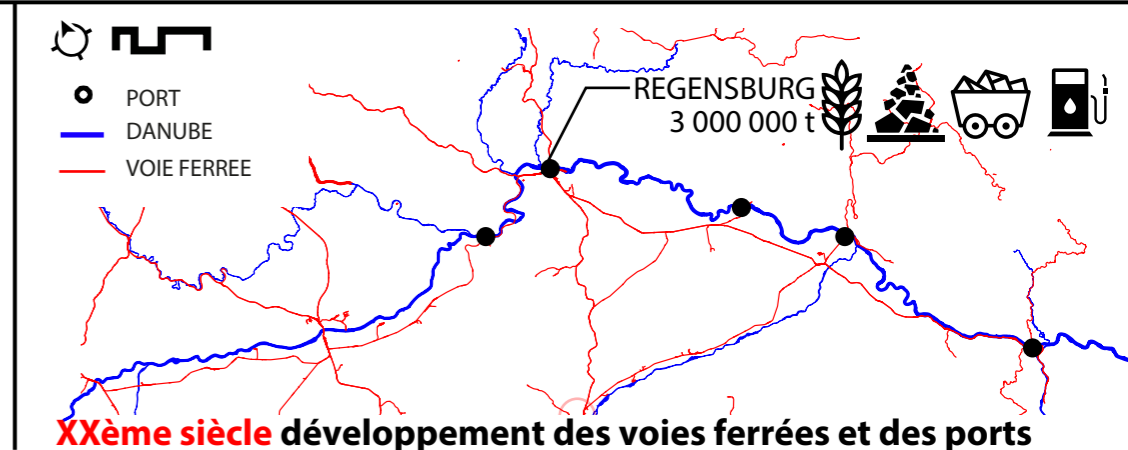 PORT
DANUBE
VOIE FERREE
REGENSBURG
3 000 000 t
XXème siècle développement des voies ferrées et des ports